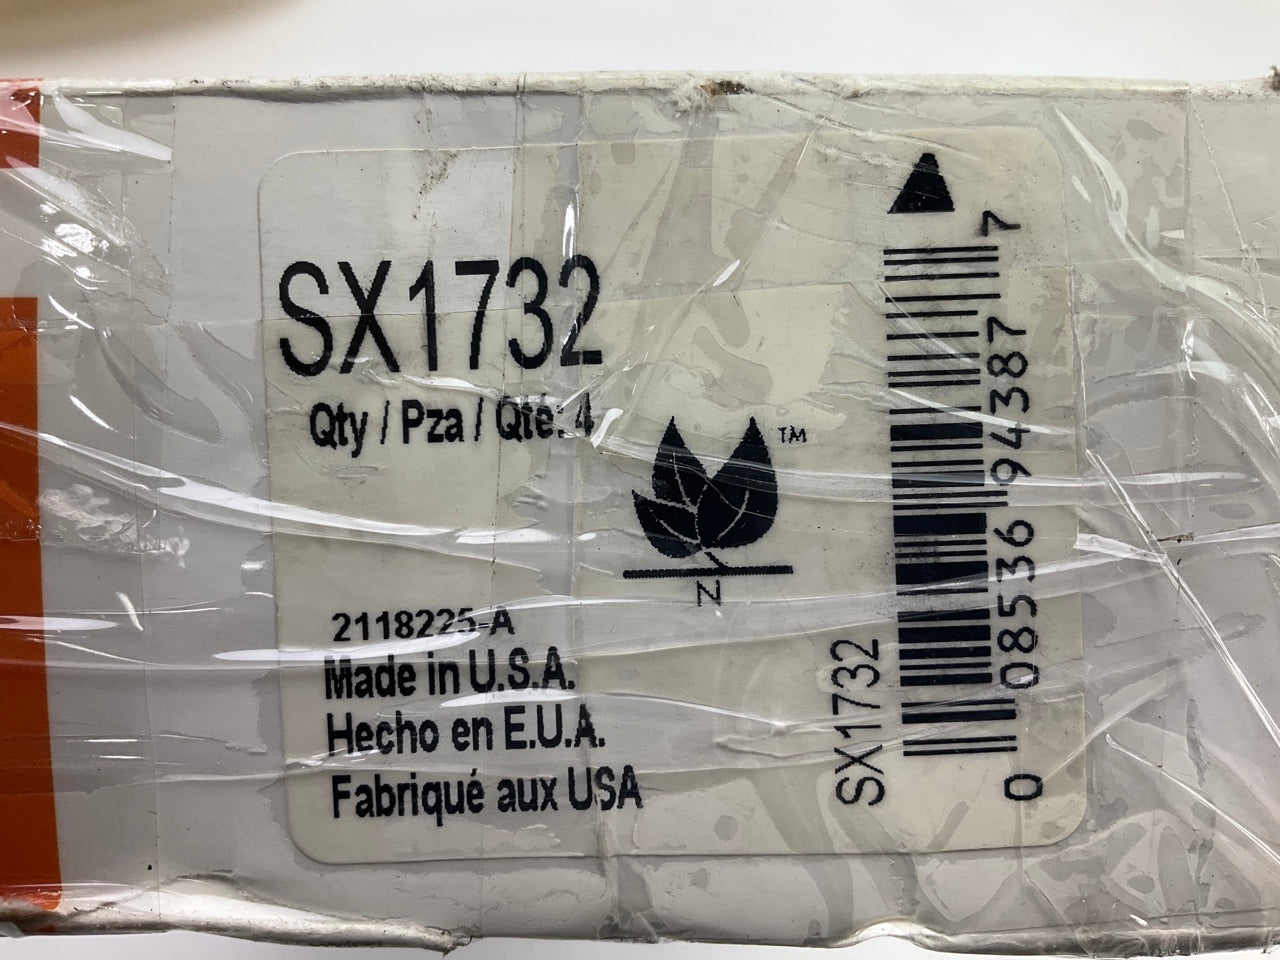 SX1732
Qty / Pza / Qté: 4
TM
N
2118225-A
Made in U.S.A.
Hecho en E.U.A.
Fabriqué aux USA
SX1732
0 08536 94387 7